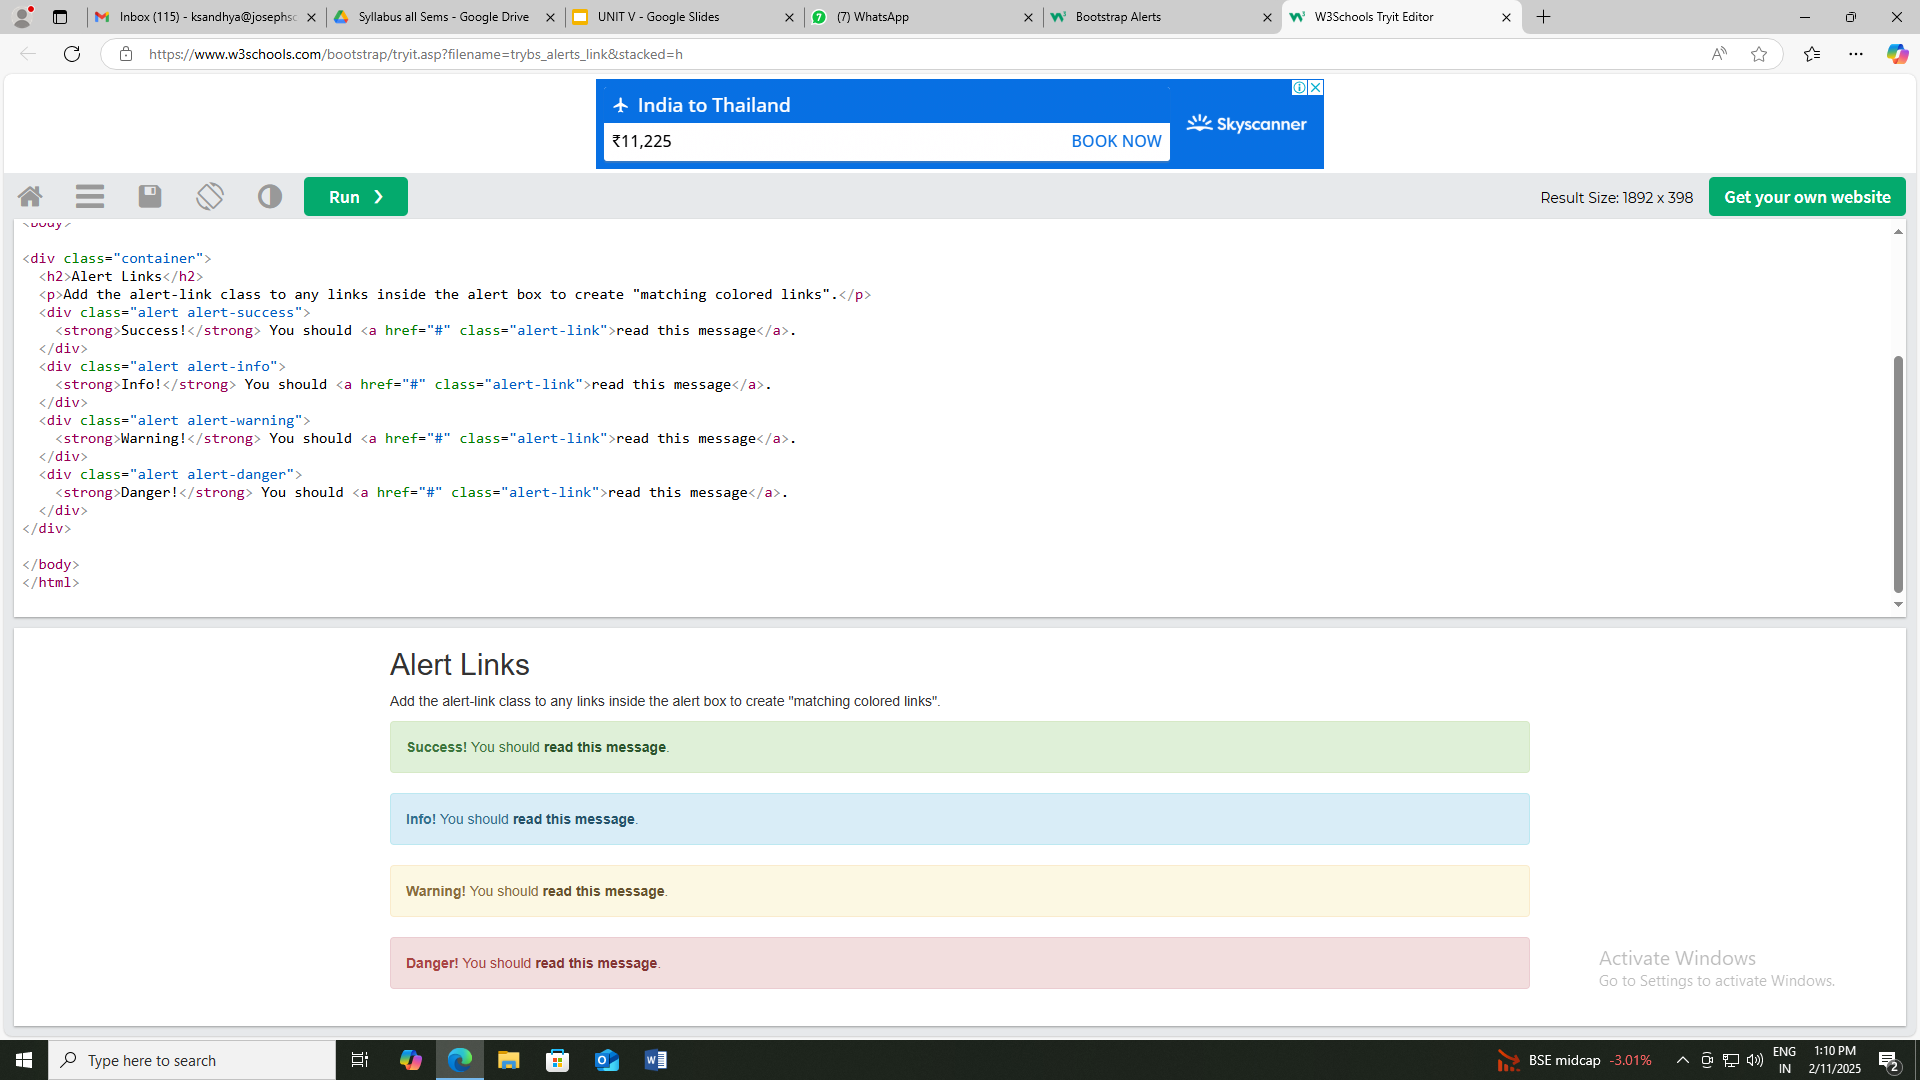 Inbox (115) - ksandhya@josephsc
Syllabus all Sems - Google Drive
UNIT V - Google Slides
(7) WhatsApp
Bootstrap Alerts
W3Schools Tryit Editor
https://www.w3schools.com/bootstrap/tryit.asp?filename=trybs_alerts_link&stacked=h
India to Thailand
₹11,225
BOOK NOW
Skyscanner
Run ❯
Result Size: 1892 x 398
Get your own website
<body>
<div class="container">
<h2>Alert Links</h2>
<p>Add the alert-link class to any links inside the alert box to create "matching colored links".</p>
<div class="alert alert-success">
<strong>Success!</strong> You should <a href="#" class="alert-link">read this message</a>.
</div>
<div class="alert alert-info">
<strong>Info!</strong> You should <a href="#" class="alert-link">read this message</a>.
</div>
<div class="alert alert-warning">
<strong>Warning!</strong> You should <a href="#" class="alert-link">read this message</a>.
</div>
<div class="alert alert-danger">
<strong>Danger!</strong> You should <a href="#" class="alert-link">read this message</a>.
</div>
</div>
</body>
</html>
Alert Links
Add the alert-link class to any links inside the alert box to create "matching colored links".
Success! You should read this message.
Info! You should read this message.
Warning! You should read this message.
Danger! You should read this message.
Activate Windows
Go to Settings to activate Windows.
Type here to search
BSE midcap -3.01%
ENG
IN
1:10 PM
2/11/2025
2